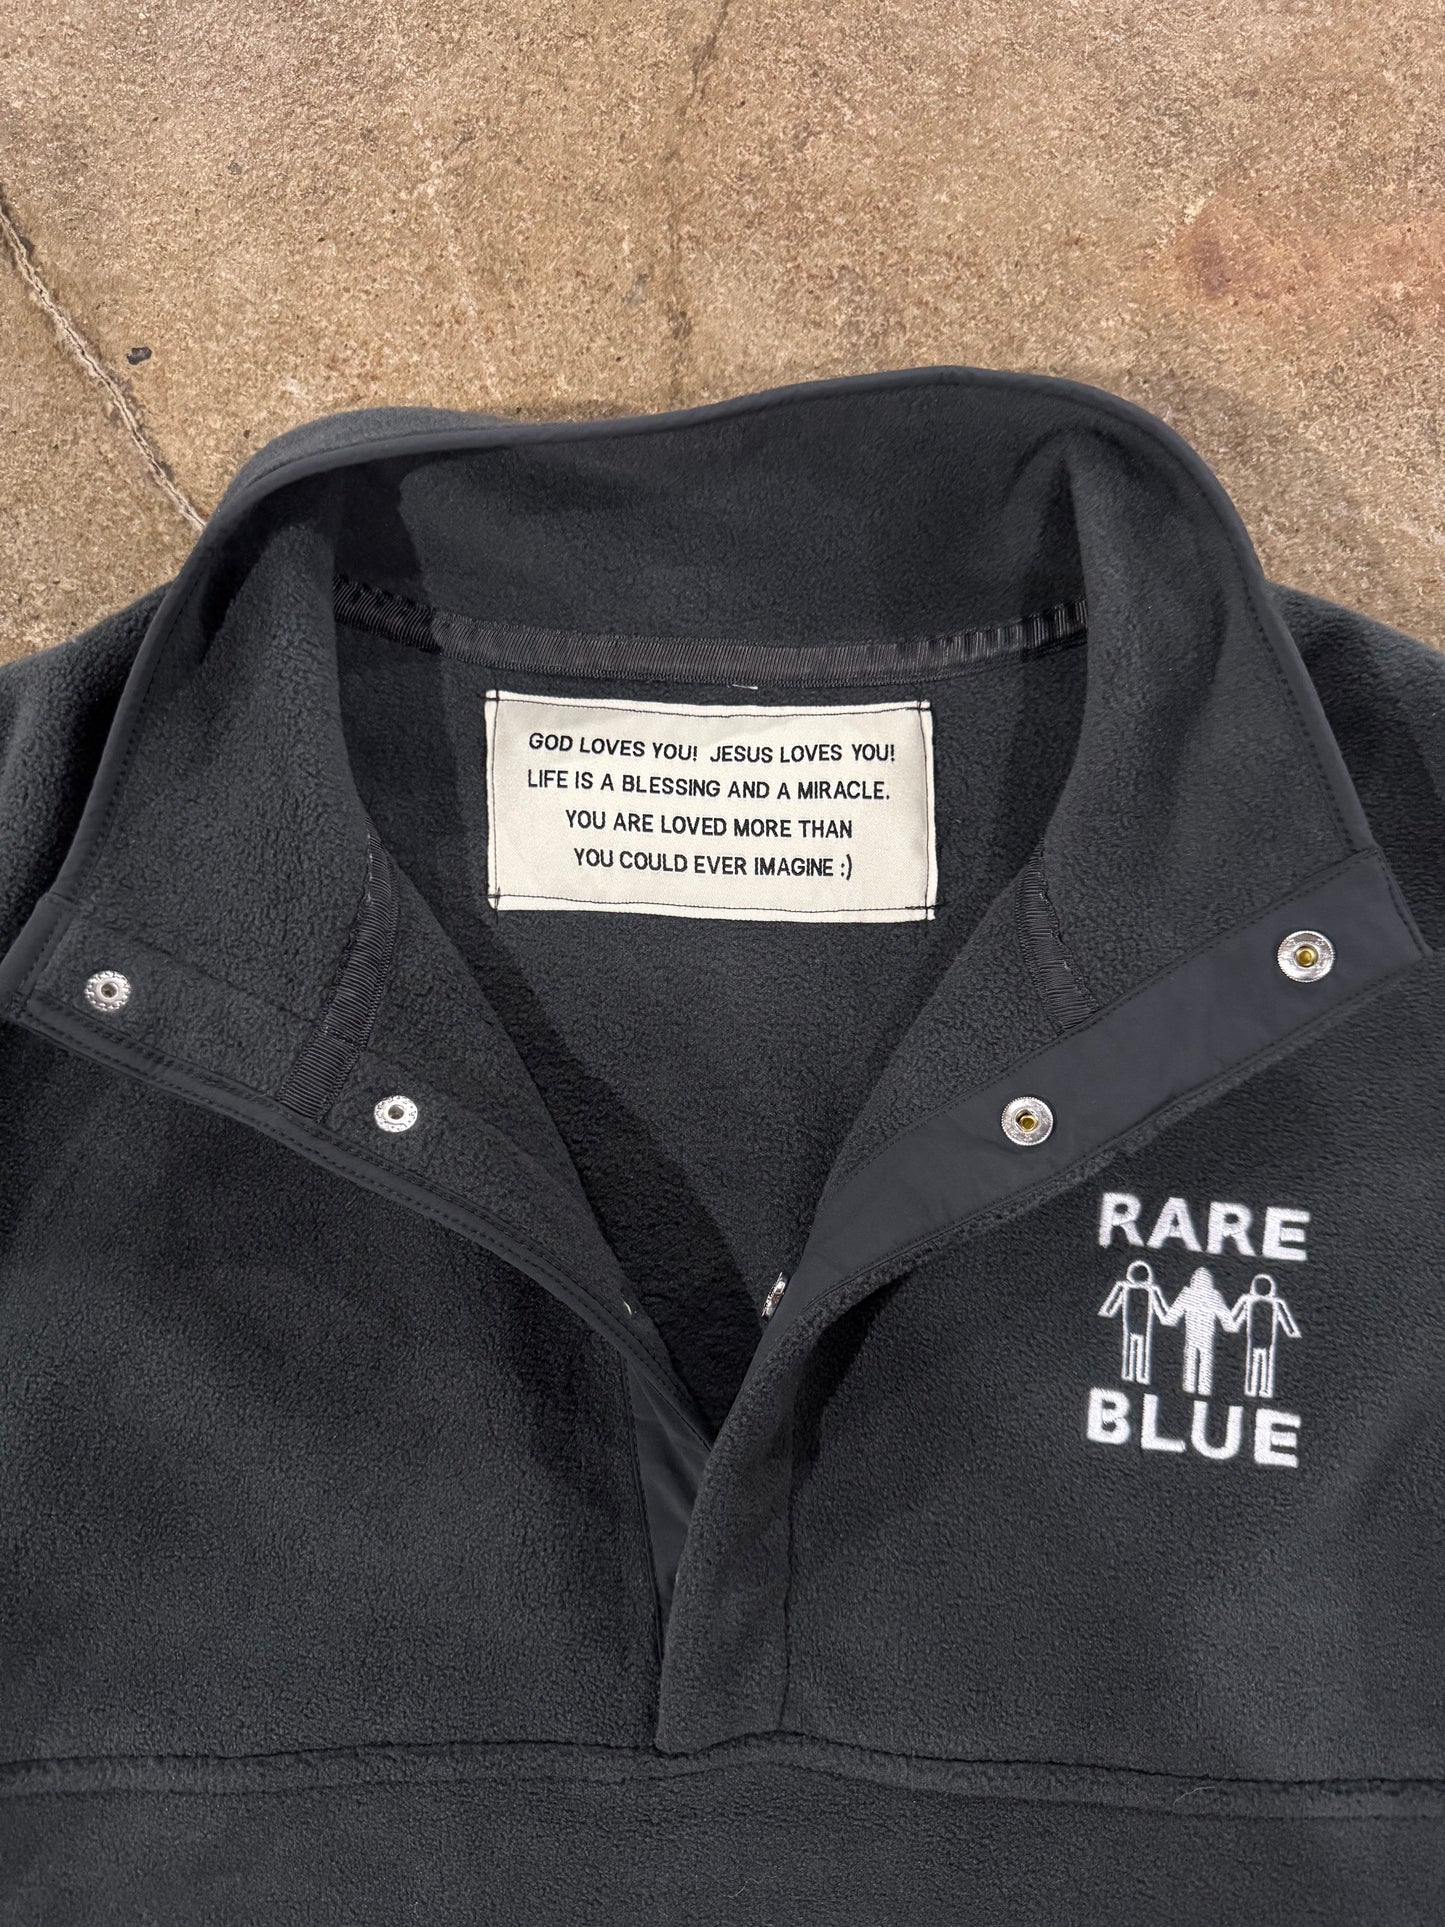 GOD LOVES YOU! JESUS LOVES YOU!
LIFE IS A BLESSING AND A MIRACLE.
YOU ARE LOVED MORE THAN
YOU COULD EVER IMAGINE :)
RARE
BLUE